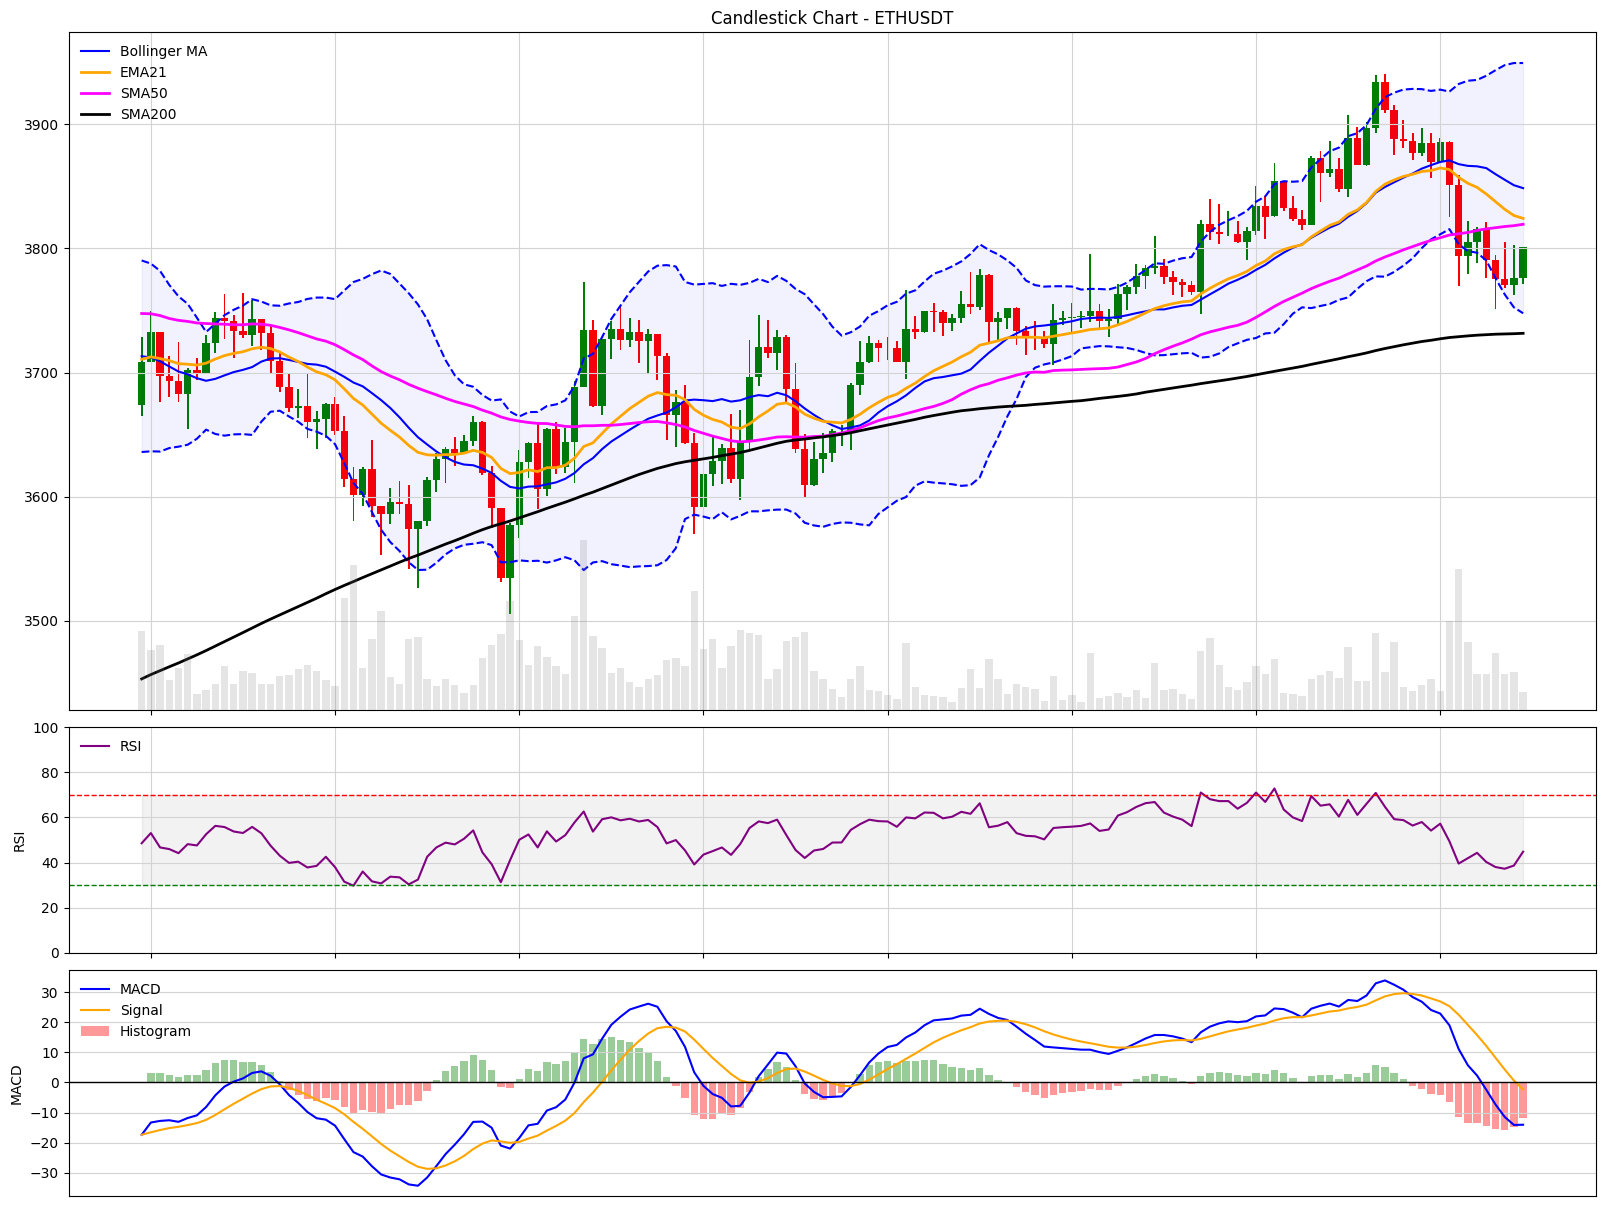 Candlestick Chart - ETHUSDT
Bollinger MA
EMA21
SMA50
SMA200
3900
3800
3700
3600
3500
100
80
60
40
20
0
RSI
RSI
30
20
10
0
−10
−20
−30
MACD
MACD
Signal
Histogram